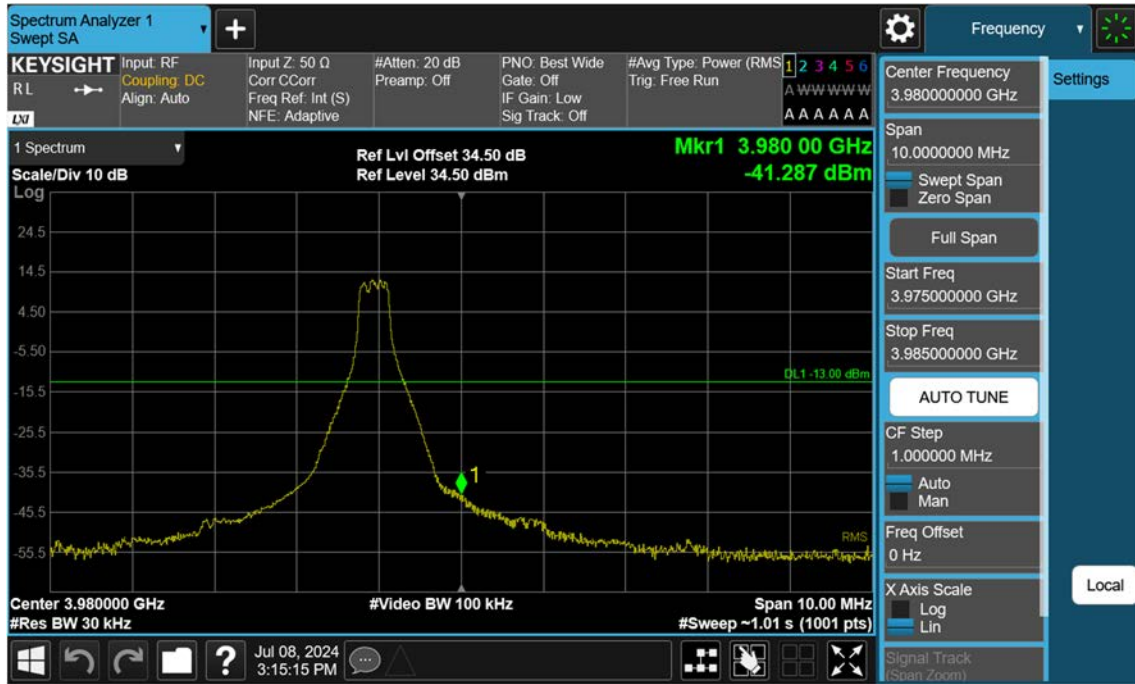 Spectrum Analyzer 1
Swept SA
+
Frequency
KEYSIGHT
RL
LXI
Input: RF
Coupling: DC
Align: Auto
Input Z: 50 Ω
Corr CCorr
Freq Ref: Int (S)
NFE: Adaptive
#Atten: 20 dB
Preamp: Off
PNO: Best Wide
Gate: Off
IF Gain: Low
Sig Track: Off
#Avg Type: Power (RMS
Trig: Free Run
1 2 3 4 5 6
A W W W W W
A A A A A A
1 Spectrum
Scale/Div 10 dB
Log
Ref Lvl Offset 34.50 dB
Ref Level 34.50 dBm
Mkr1 3.980 00 GHz
-41.287 dBm
24.5
14.5
4.50
-5.50
DL1 -13.00 dBm
-15.5
-25.5
-35.5
1
-45.5
RMS
-55.5
Center 3.980000 GHz
#Video BW 100 kHz
Span 10.00 MHz
#Res BW 30 kHz
#Sweep ~1.01 s (1001 pts)
Center Frequency
3.980000000 GHz
Settings
Span
10.0000000 MHz
Swept Span
Zero Span
Full Span
Start Freq
3.975000000 GHz
Stop Freq
3.985000000 GHz
AUTO TUNE
CF Step
1.000000 MHz
Auto
Man
Freq Offset
0 Hz
X Axis Scale
Log
Lin
Local
Signal Track
(Span Zoom)
?
Jul 08, 2024
3:15:15 PM